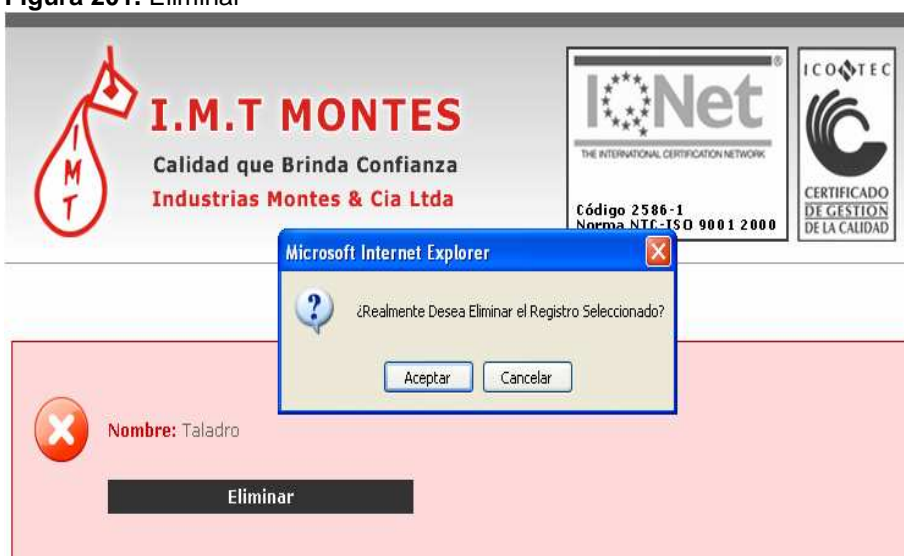 Figura 201. Eliminar
I
M
T
I.M.T MONTES
Calidad que Brinda Confianza
Industrias Montes & Cia Ltda
IQNet
®
THE INTERNATIONAL CERTIFICATION NETWORK
Código 2586-1
Norma NTC-ISO 9001 2000
ICONTEC
CERTIFICADO
DE GESTIÓN
DE LA CALIDAD
Microsoft Internet Explorer
¿Realmente Desea Eliminar el Registro Seleccionado?
Aceptar
Cancelar
Nombre: Taladro
Eliminar